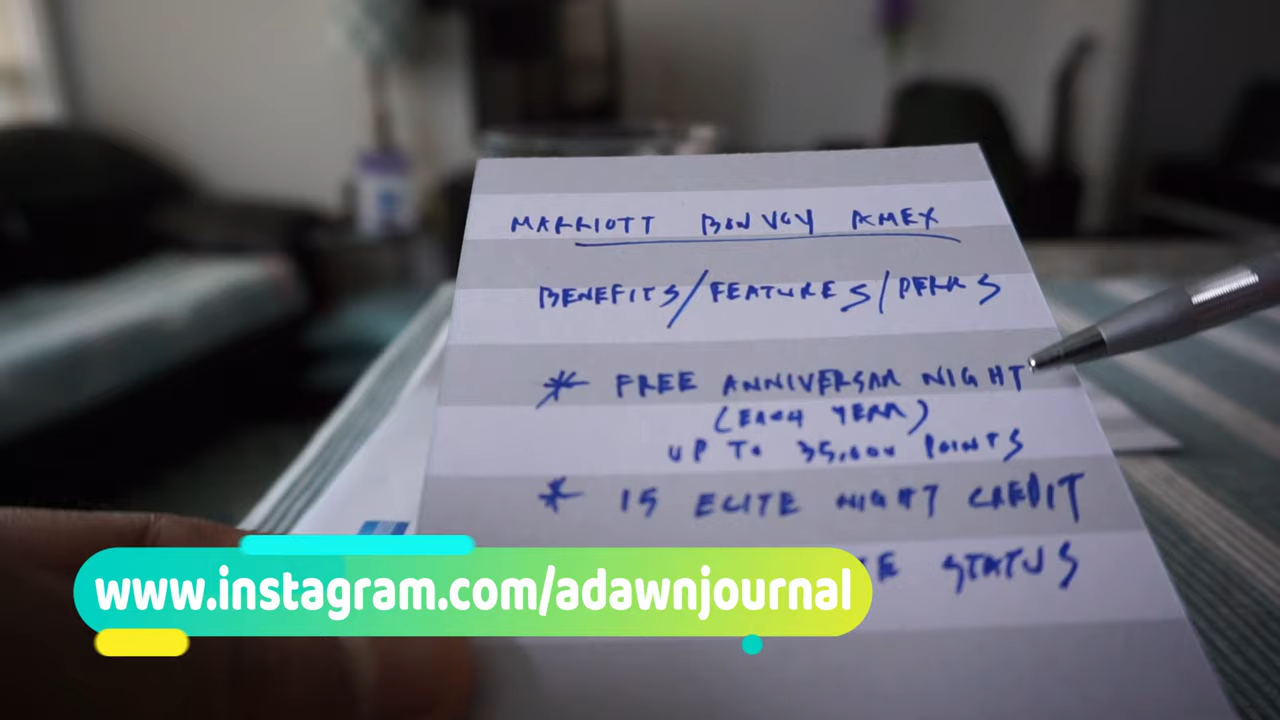 MARRIOTT BONVOY AMEX
BENEFITS/FEATURES/PERKS
* FREE ANNIVERSAR NIGHT
(EACH YEAR)
UP TO 35,000 POINTS
* 15 ELITE NIGHT CREDIT
STATUS
www.instagram.com/adawnjournal